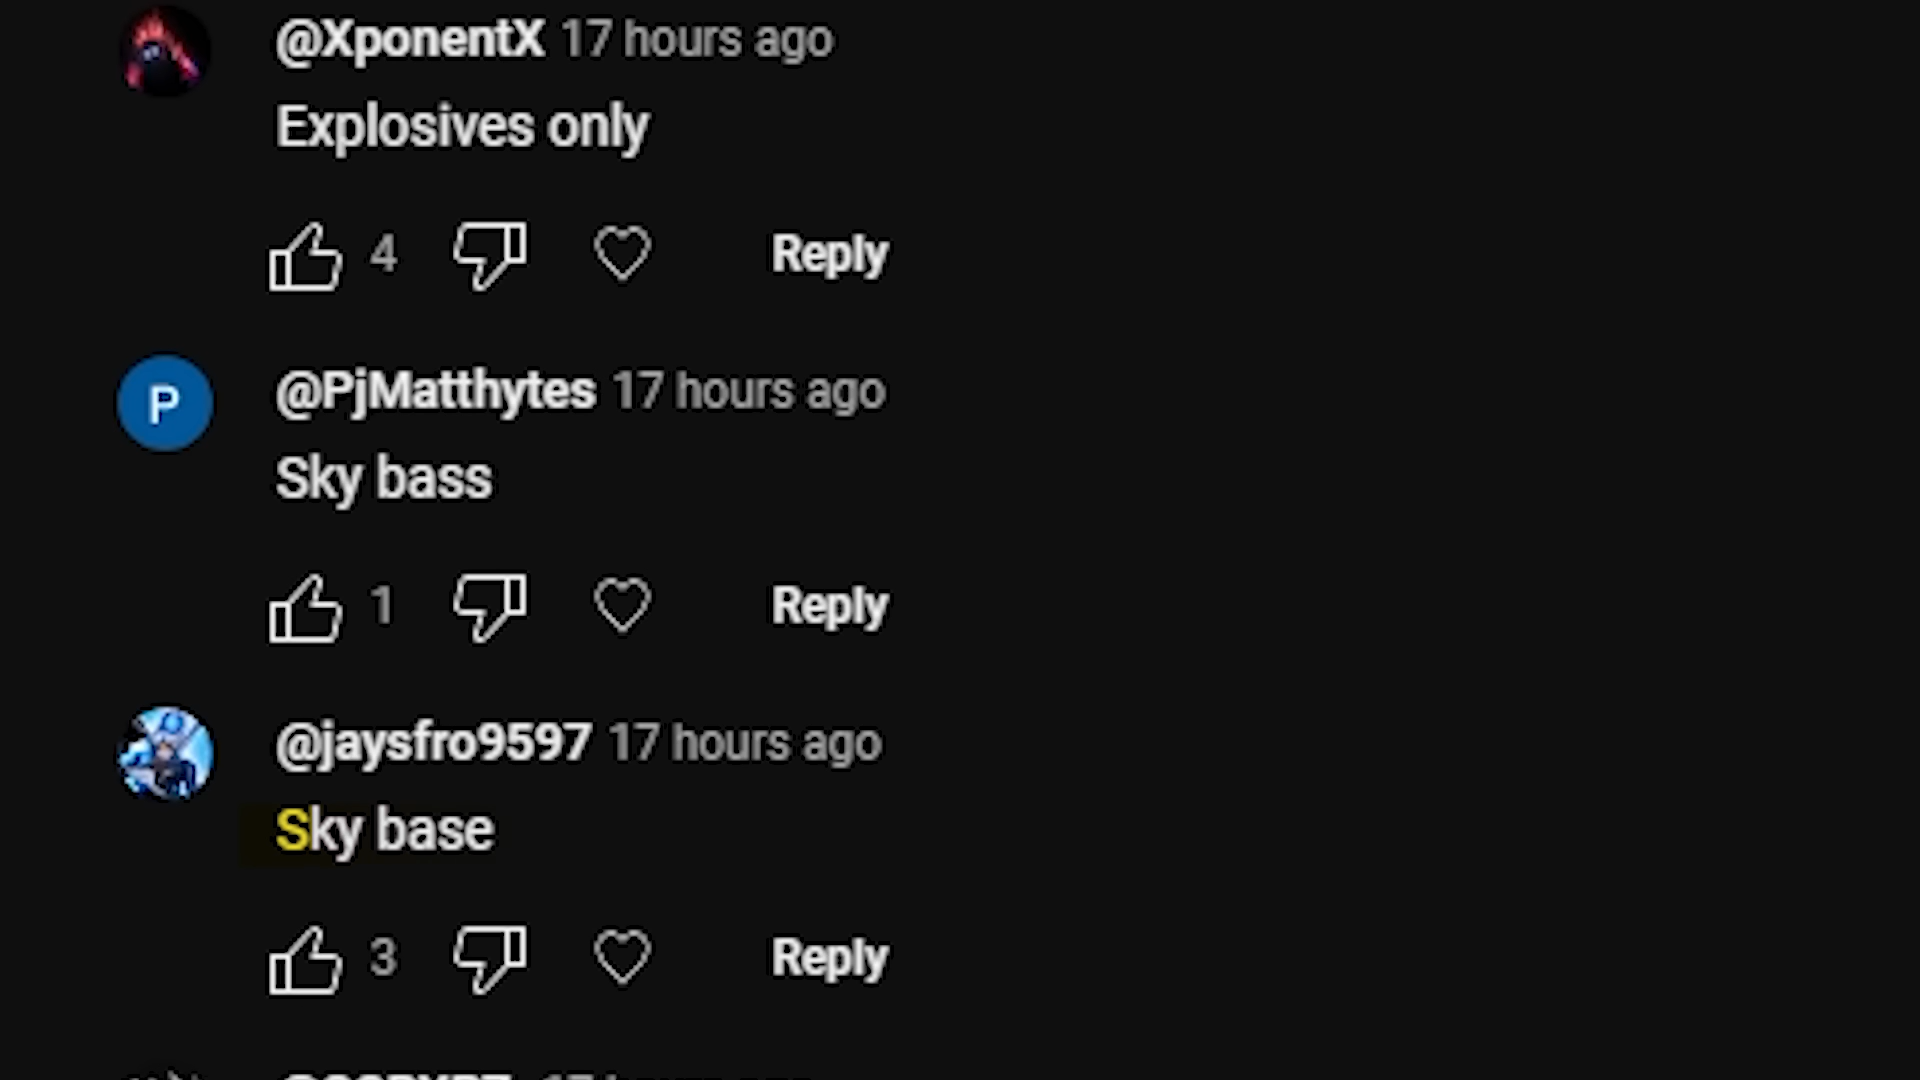 @XponentX 17 hours ago
Explosives only
4 Reply
P
@PjMatthytes 17 hours ago
Sky bass
1 Reply
@jaysfro9597 17 hours ago
Sky base
3 Reply